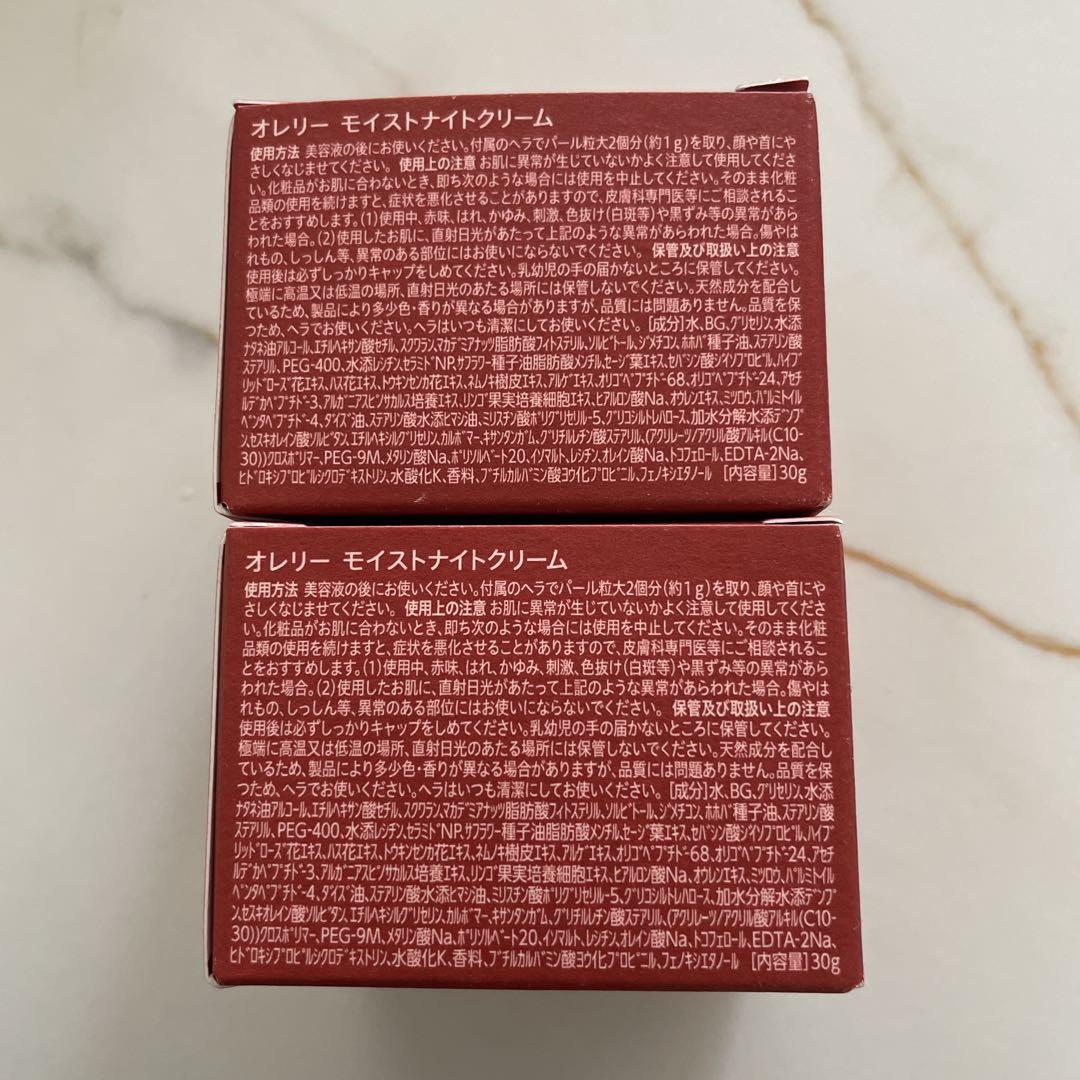 オレリー モイストナイトクリーム
使用方法 美容液の後にお使いください。付属のヘラでパール粒大2個分(約1g)を取り、顔や首にや
さしくなじませてください。 使用上の注意 お肌に異常が生じていないかよく注意して使用してくださ
い。化粧品がお肌に合わないとき、即ち次のような場合には使用を中止してください。そのまま化粧
品類の使用を続けますと、症状を悪化させることがありますので、皮膚科専門医等にご相談されるこ
とをおすすめします。(1)使用中、赤味、はれ、かゆみ、刺激、色抜け(白斑等)や黒ずみ等の異常があら
われた場合。(2)使用したお肌に、直射日光があたって上記のような異常があらわれた場合。傷やは
れもの、しっしん等、異常のある部位にはお使いにならないでください。 保管及び取扱い上の注意
使用後は必ずしっかりキャップをしめてください。乳幼児の手の届かないところに保管してください。
極端に高温又は低温の場所、直射日光のあたる場所には保管しないでください。天然成分を配合し
ているため、製品により多少色・香りが異なる場合がありますが、品質には問題ありません。品質を保
つため、ヘラでお使いください。ヘラはいつも清潔にしてお使いください。[成分]水、BG、グリセリン、水添
ナタネ油アルコール、エチルヘキサン酸セチル、スクワラン、マカデミアナッツ脂肪酸フィトステリル、ソルビトール、ジメチコン、ホホバ種子油、ステアリン酸
ステアリル、PEG-400、水添レシチン、セラミドNP、サフラワー種子油脂肪酸メンチル、セージ葉エキス、セバシン酸ジイソプロピル、ハイブ
リッドローズ花エキス、ハス花エキス、トウキンセンカ花エキス、ネムノキ樹皮エキス、アルゲエキス、オリゴペプチド-68、オリゴペプチド-24、アセチ
ルデカペプチド-3、アルガニアスピノサカルス培養エキス、リンゴ果実培養細胞エキス、ヒアルロン酸Na、オウレンエキス、ミツロウ、パルミトイル
ペンタペプチド-4、ダイズ油、ステアリン酸水添ヒマシ油、ミリスチン酸ポリグリセリル-5、グリコシルトレハロース、加水分解水添デンプ
ン、セスキオレイン酸ソルビタン、エチルヘキシルグリセリン、カルボマー、キサンタンガム、グリチルレチン酸ステアリル、(アクリレーツ/アクリル酸アルキル(C10-
30))クロスポリマー、PEG-9M、メタリン酸Na、ポリソルベート20、イソマルト、レシチン、オレイン酸Na、トコフェロール、EDTA-2Na、
ヒドロキシプロピルシクロデキストリン、水酸化K、香料、ブチルカルバミン酸ヨウ化プロピニル、フェノキシエタノール [内容量]30g
オレリー モイストナイトクリーム
使用方法 美容液の後にお使いください。付属のヘラでパール粒大2個分(約1g)を取り、顔や首にや
さしくなじませてください。 使用上の注意 お肌に異常が生じていないかよく注意して使用してくださ
い。化粧品がお肌に合わないとき、即ち次のような場合には使用を中止してください。そのまま化粧
品類の使用を続けますと、症状を悪化させることがありますので、皮膚科専門医等にご相談されるこ
とをおすすめします。(1)使用中、赤味、はれ、かゆみ、刺激、色抜け(白斑等)や黒ずみ等の異常があら
われた場合。(2)使用したお肌に、直射日光があたって上記のような異常があらわれた場合。傷やは
れもの、しっしん等、異常のある部位にはお使いにならないでください。 保管及び取扱い上の注意
使用後は必ずしっかりキャップをしめてください。乳幼児の手の届かないところに保管してください。
極端に高温又は低温の場所、直射日光のあたる場所には保管しないでください。天然成分を配合し
ているため、製品により多少色・香りが異なる場合がありますが、品質には問題ありません。品質を保
つため、ヘラでお使いください。ヘラはいつも清潔にしてお使いください。[成分]水、BG、グリセリン、水添
ナタネ油アルコール、エチルヘキサン酸セチル、スクワラン、マカデミアナッツ脂肪酸フィトステリル、ソルビトール、ジメチコン、ホホバ種子油、ステアリン酸
ステアリル、PEG-400、水添レシチン、セラミドNP、サフラワー種子油脂肪酸メンチル、セージ葉エキス、セバシン酸ジイソプロピル、ハイブ
リッドローズ花エキス、ハス花エキス、トウキンセンカ花エキス、ネムノキ樹皮エキス、アルゲエキス、オリゴペプチド-68、オリゴペプチド-24、アセチ
ルデカペプチド-3、アルガニアスピノサカルス培養エキス、リンゴ果実培養細胞エキス、ヒアルロン酸Na、オウレンエキス、ミツロウ、パルミトイル
ペンタペプチド-4、ダイズ油、ステアリン酸水添ヒマシ油、ミリスチン酸ポリグリセリル-5、グリコシルトレハロース、加水分解水添デンプ
ン、セスキオレイン酸ソルビタン、エチルヘキシルグリセリン、カルボマー、キサンタンガム、グリチルレチン酸ステアリル、(アクリレーツ/アクリル酸アルキル(C10-
30))クロスポリマー、PEG-9M、メタリン酸Na、ポリソルベート20、イソマルト、レシチン、オレイン酸Na、トコフェロール、EDTA-2Na、
ヒドロキシプロピルシクロデキストリン、水酸化K、香料、ブチルカルバミン酸ヨウ化プロピニル、フェノキシエタノール [内容量]30g